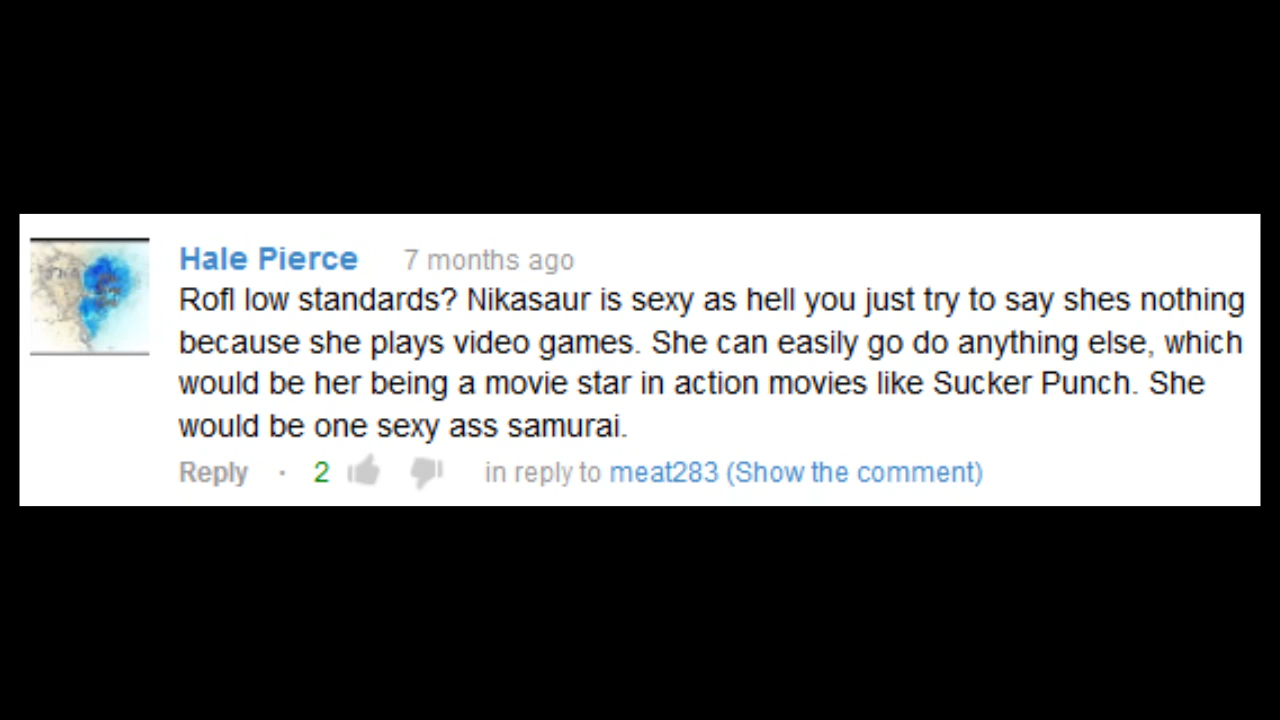 Hale Pierce 7 months ago
Rofl low standards? Nikasaur is sexy as hell you just try to say shes nothing
because she plays video games. She can easily go do anything else, which
would be her being a movie star in action movies like Sucker Punch. She
would be one sexy ass samurai.
Reply · 2 in reply to meat283 (Show the comment)